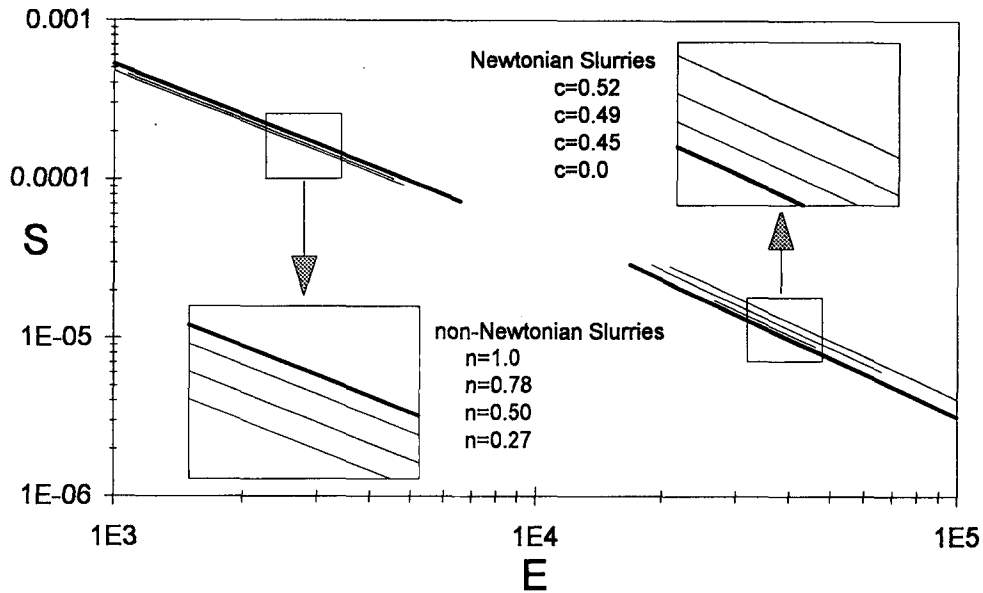 0.001
0.0001
1E-05
1E-06
S
Newtonian Slurries
c=0.52
c=0.49
c=0.45
c=0.0
non-Newtonian Slurries
n=1.0
n=0.78
n=0.50
n=0.27
1E3
1E4
1E5
E